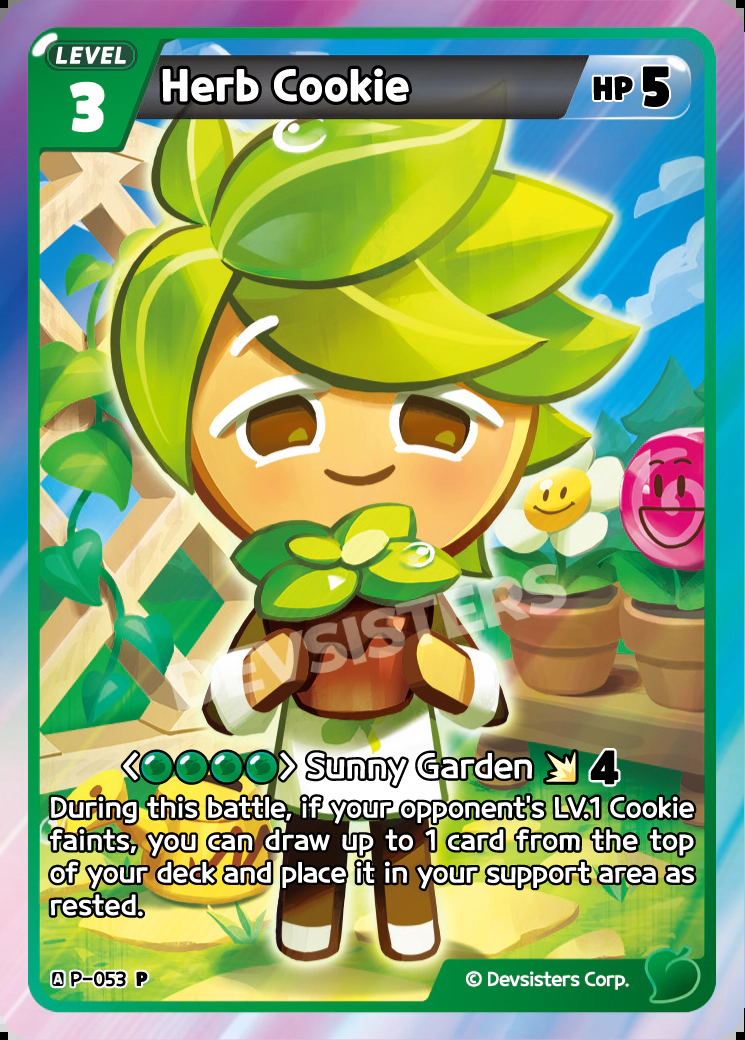 LEVEL
3
Herb Cookie
HP 5
DEVSISTERS
Sunny Garden 4
During this battle, if your opponent's LV.1 Cookie
faints, you can draw up to 1 card from the top
of your deck and place it in your support area as
rested.
A P-053 P
© Devsisters Corp.